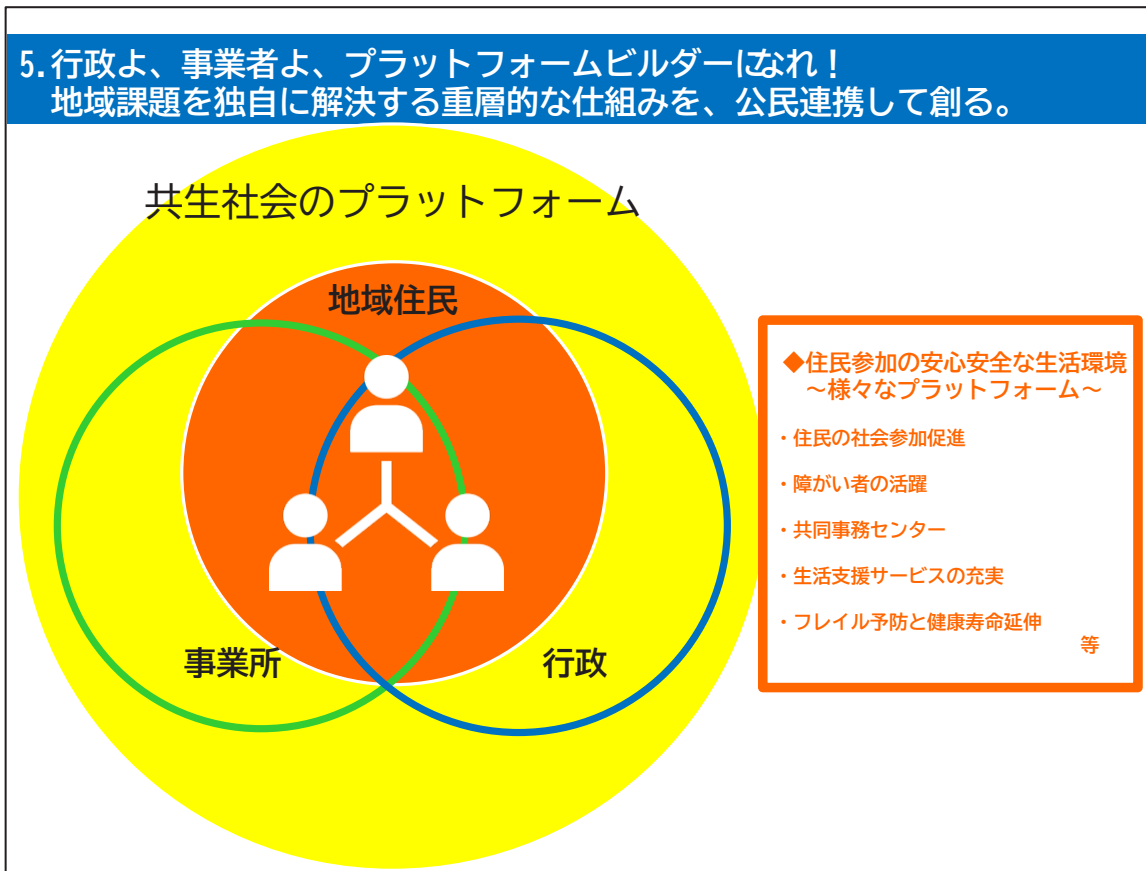 5.行政よ、事業者よ、プラットフォームビルダーになれ！
地域課題を独自に解決する重層的な仕組みを、公民連携して創る。
共生社会のプラットフォーム
地域住民
事業所
行政
◆住民参加の安心安全な生活環境
～様々なプラットフォーム～
・住民の社会参加促進
・障がい者の活躍
・共同事務センター
・生活支援サービスの充実
・フレイル予防と健康寿命延伸
等